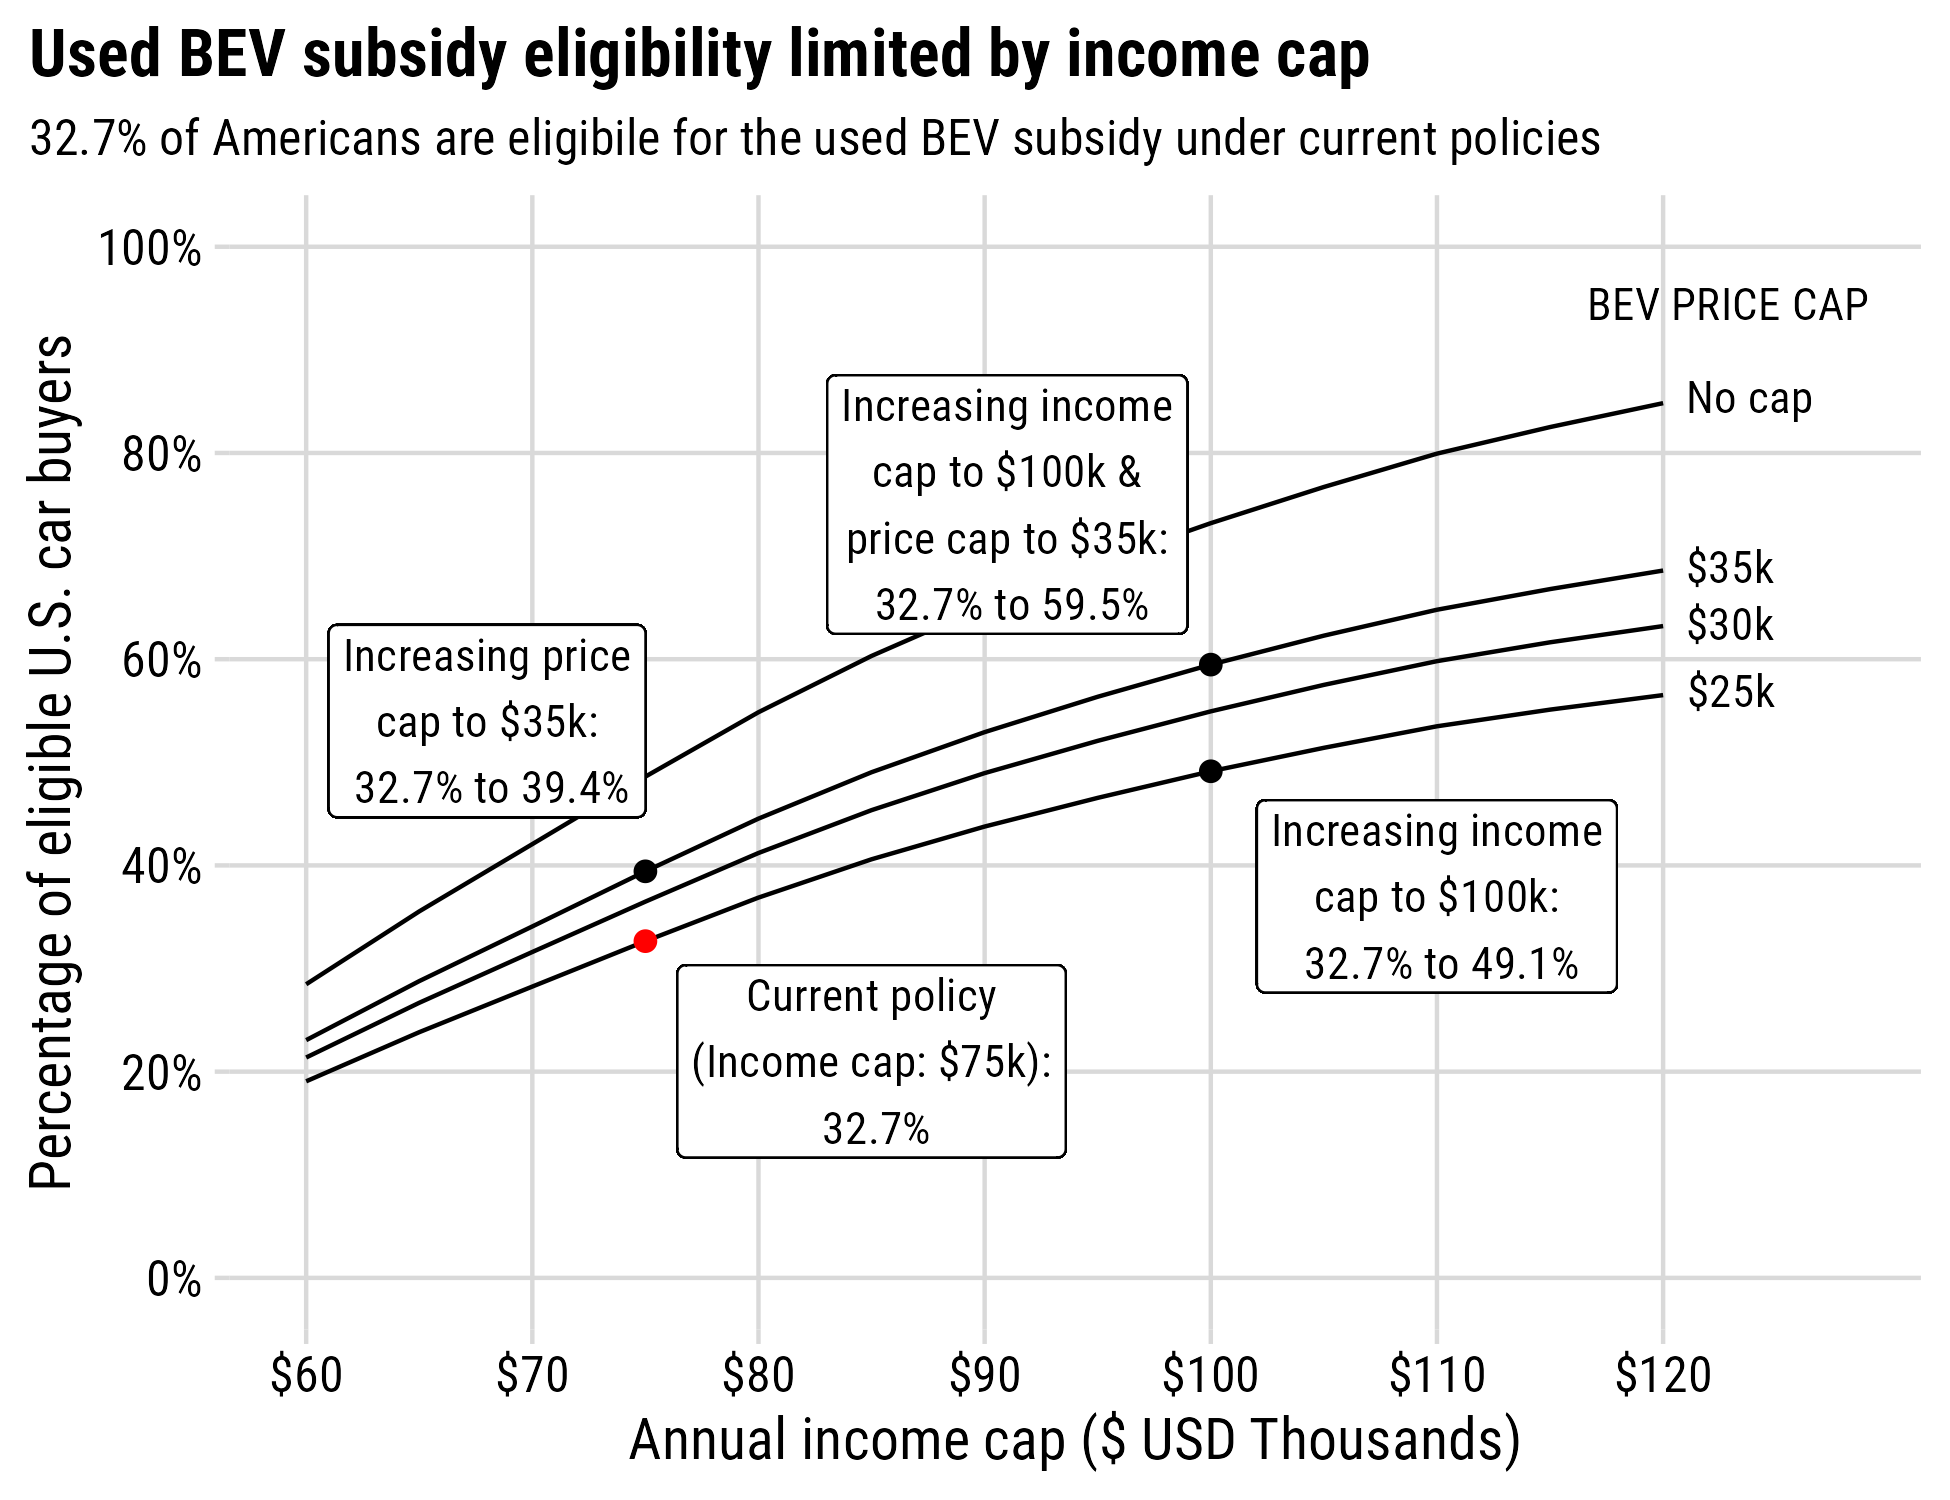 Used BEV subsidy eligibility limited by income cap
32.7% of Americans are eligibile for the used BEV subsidy under current policies
Percentage of eligible U.S. car buyers
100%
80%
60%
40%
20%
0%
BEV PRICE CAP
No cap
$35k
$30k
$25k
Increasing income
cap to $100k &
price cap to $35k:
32.7% to 59.5%
Increasing price
cap to $35k:
32.7% to 39.4%
Increasing income
cap to $100k:
32.7% to 49.1%
Current policy
(Income cap: $75k):
32.7%
$60
$70
$80
$90
$100
$110
$120
Annual income cap ($ USD Thousands)